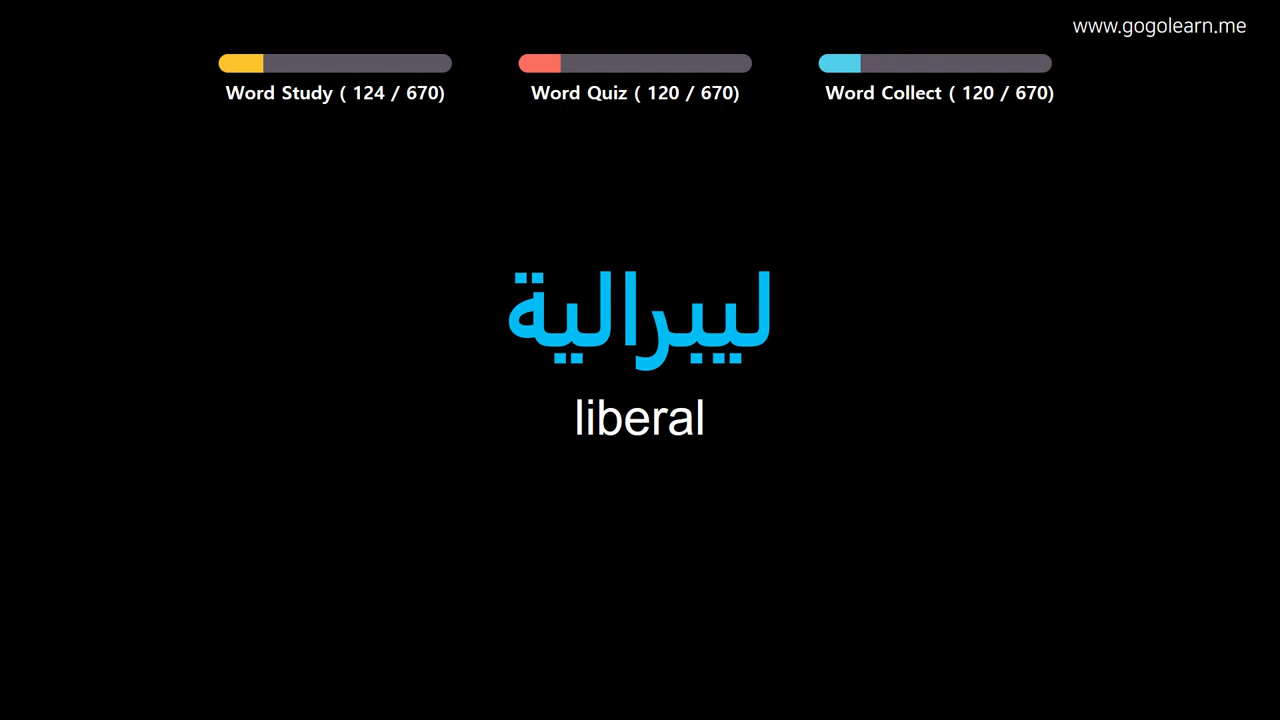 www.gogolearn.me
Word Study ( 124 / 670)
Word Quiz ( 120 / 670)
Word Collect ( 120 / 670)
ليبرالية
liberal